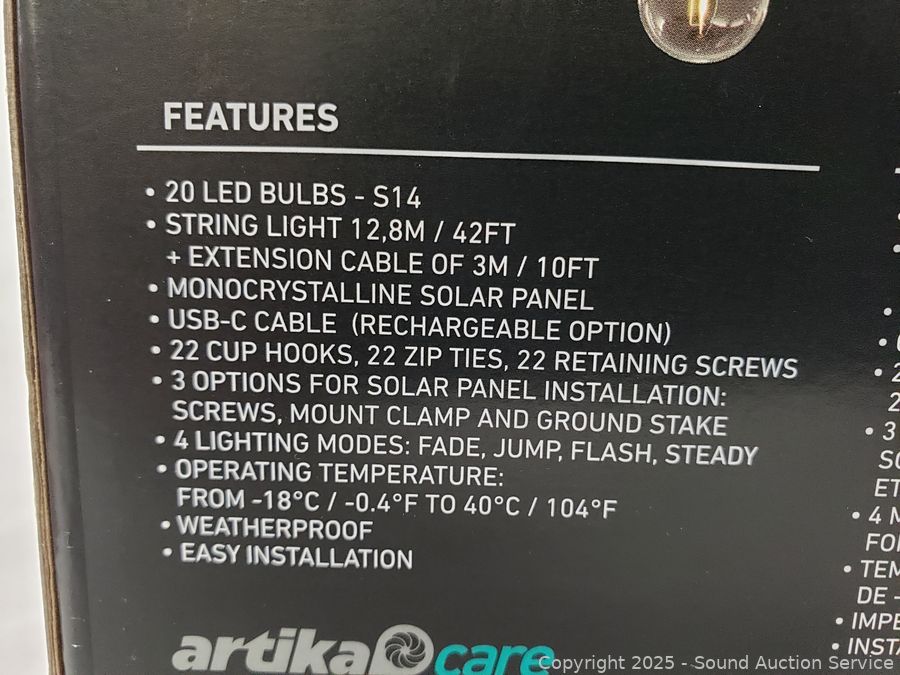 FEATURES
• 20 LED BULBS - S14
• STRING LIGHT 12,8M / 42FT
+ EXTENSION CABLE OF 3M / 10FT
• MONOCRYSTALLINE SOLAR PANEL
• USB-C CABLE (RECHARGEABLE OPTION)
• 22 CUP HOOKS, 22 ZIP TIES, 22 RETAINING SCREWS
• 3 OPTIONS FOR SOLAR PANEL INSTALLATION:
SCREWS, MOUNT CLAMP AND GROUND STAKE
• 4 LIGHTING MODES: FADE, JUMP, FLASH, STEADY
• OPERATING TEMPERATURE:
FROM -18°C / -0.4°F TO 40°C / 104°F
• WEATHERPROOF
• EASY INSTALLATION
artika care
• 3
• 4
DE -
Copyright 2025 - Sound Auction Service